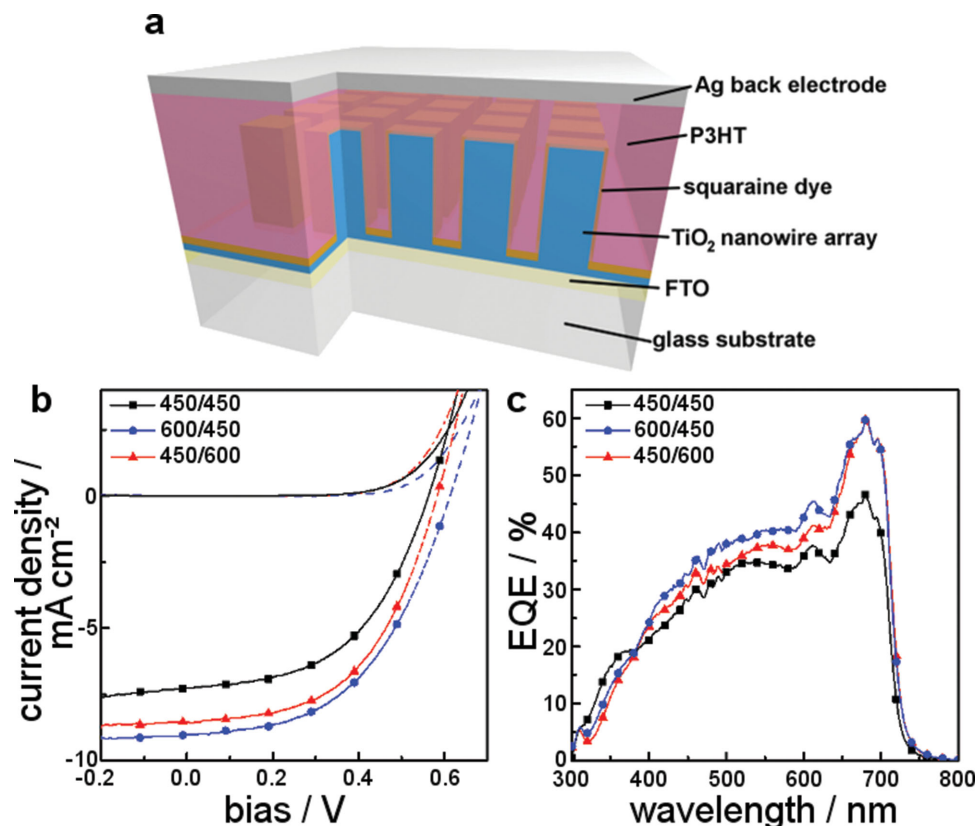 a
Ag back electrode
P3HT
squaraine dye
TiO₂ nanowire array
FTO
glass substrate
b
450/450
600/450
450/600
0
-5
-10
current density /
mA cm⁻²
-0.2
0.0
0.2
0.4
0.6
bias / V
c
450/450
600/450
450/600
60
50
40
30
20
10
0
EQE / %
300
400
500
600
700
800
wavelength / nm